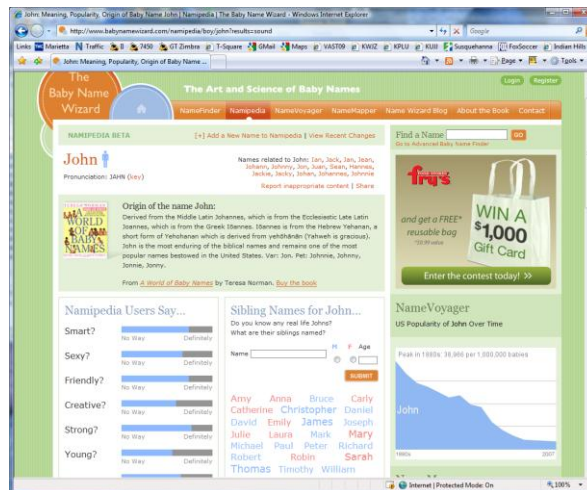 John: Meaning, Popularity, Origin of Baby Name John | Namipedia | The Baby Name Wizard - Windows Internet Explorer
http://www.babynamewizard.com/namipedia/boy/john?results=sound
Google
Links Marietta Traffic 8 7450 GT Zimbra T-Square GMail Maps VAST09 KWJZ KPLU KUII Susquehanna FoxSoccer Indian Hills
John: Meaning, Popularity, Origin of Baby Name ...
Page Tools
Login Register
The Baby Name Wizard
The Art and Science of Baby Names
NameFinder Namipedia NameVoyager NameMapper Name Wizard Blog About the Book Contact
NAMIPEDIA BETA
[+] Add a New Name to Namipedia | View Recent Changes
John
Pronunciation: JAHN (key)
Names related to John: Ian, Jack, Jan, Jean,
Johann, Johnny, Jon, Juan, Sean, Hannes,
Jackie, Jacky, Johan, Johannes, Johnnie
Report inappropriate content | Share
A WORLD OF BABY NAMES
Origin of the name John:
Derived from the Middle Latin Johannes, which is from the Ecclesiastic Late Latin
Joannes, which is from the Greek Iōannes. Iōannes is from the Hebrew Yehanan, a
short form of Yehohanen which is derived from yehōhānān (Yahweh is gracious).
John is the most enduring of the biblical names and remains one of the most
popular names bestowed in the United States. Var: Jon. Pet: Johnnie, Johnny,
Jonnie, Jonny.
From A World of Baby Names by Teresa Norman. Buy the book
Namipedia Users Say...
Smart?
No Way Definitely
Sexy?
No Way Definitely
Friendly?
No Way Definitely
Creative?
No Way Definitely
Strong?
No Way Definitely
Young?
No Way Definitely
Sibling Names for John...
Do you know any real life Johns?
What are their siblings named?
M F Age
Name
SUBMIT
Amy Anna Bruce Carly
Catherine Christopher Daniel
David Emily James Joseph
Julie Laura Mark Mary
Michael Paul Peter Richard
Robert Robin Sarah
Thomas Timothy William
Find a Name GO
Go to Advanced Baby Name Finder
fry's
and get a FREE*
reusable bag
WIN A
$1,000
Gift Card
Enter the contest today! >>
NameVoyager
US Popularity of John Over Time
Peak in 1880s: 38,966 per 1,000,000 babies
John
1880s 2007
Internet | Protected Mode: On
100%